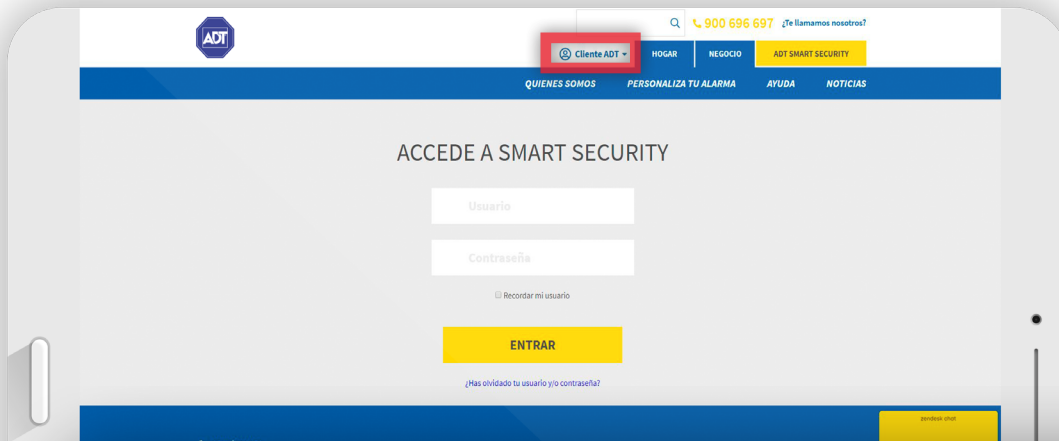 ADT
900 696 697 ¿Te llamamos nosotros?
Cliente ADT HOGAR NEGOCIO ADT SMART SECURITY
QUIENES SOMOS PERSONALIZA TU ALARMA AYUDA NOTICIAS
ACCEDE A SMART SECURITY
Usuario
Contraseña
Recordar mi usuario
ENTRAR
¿Has olvidado tu usuario y/o contraseña?
zendesk chat